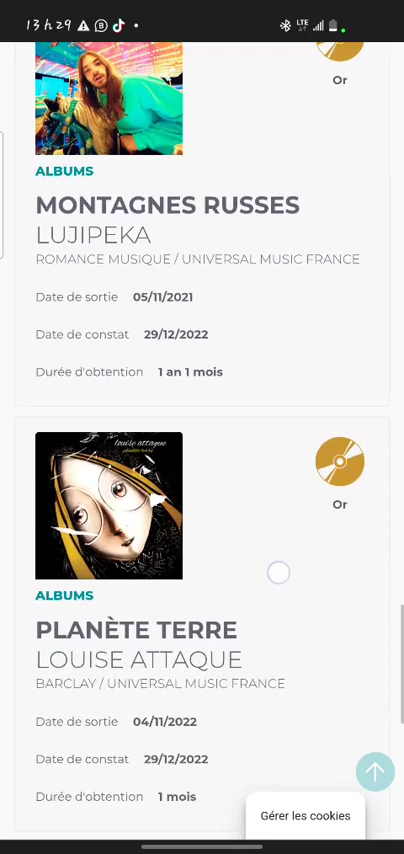 13 h 29
LTE
Or
ALBUMS
MONTAGNES RUSSES
LUJIPEKA
ROMANCE MUSIQUE / UNIVERSAL MUSIC FRANCE
Date de sortie 05/11/2021
Date de constat 29/12/2022
Durée d'obtention 1 an 1 mois
louise attaque
planète terre
Or
ALBUMS
PLANÈTE TERRE
LOUISE ATTAQUE
BARCLAY / UNIVERSAL MUSIC FRANCE
Date de sortie 04/11/2022
Date de constat 29/12/2022
Durée d'obtention 1 mois
Gérer les cookies